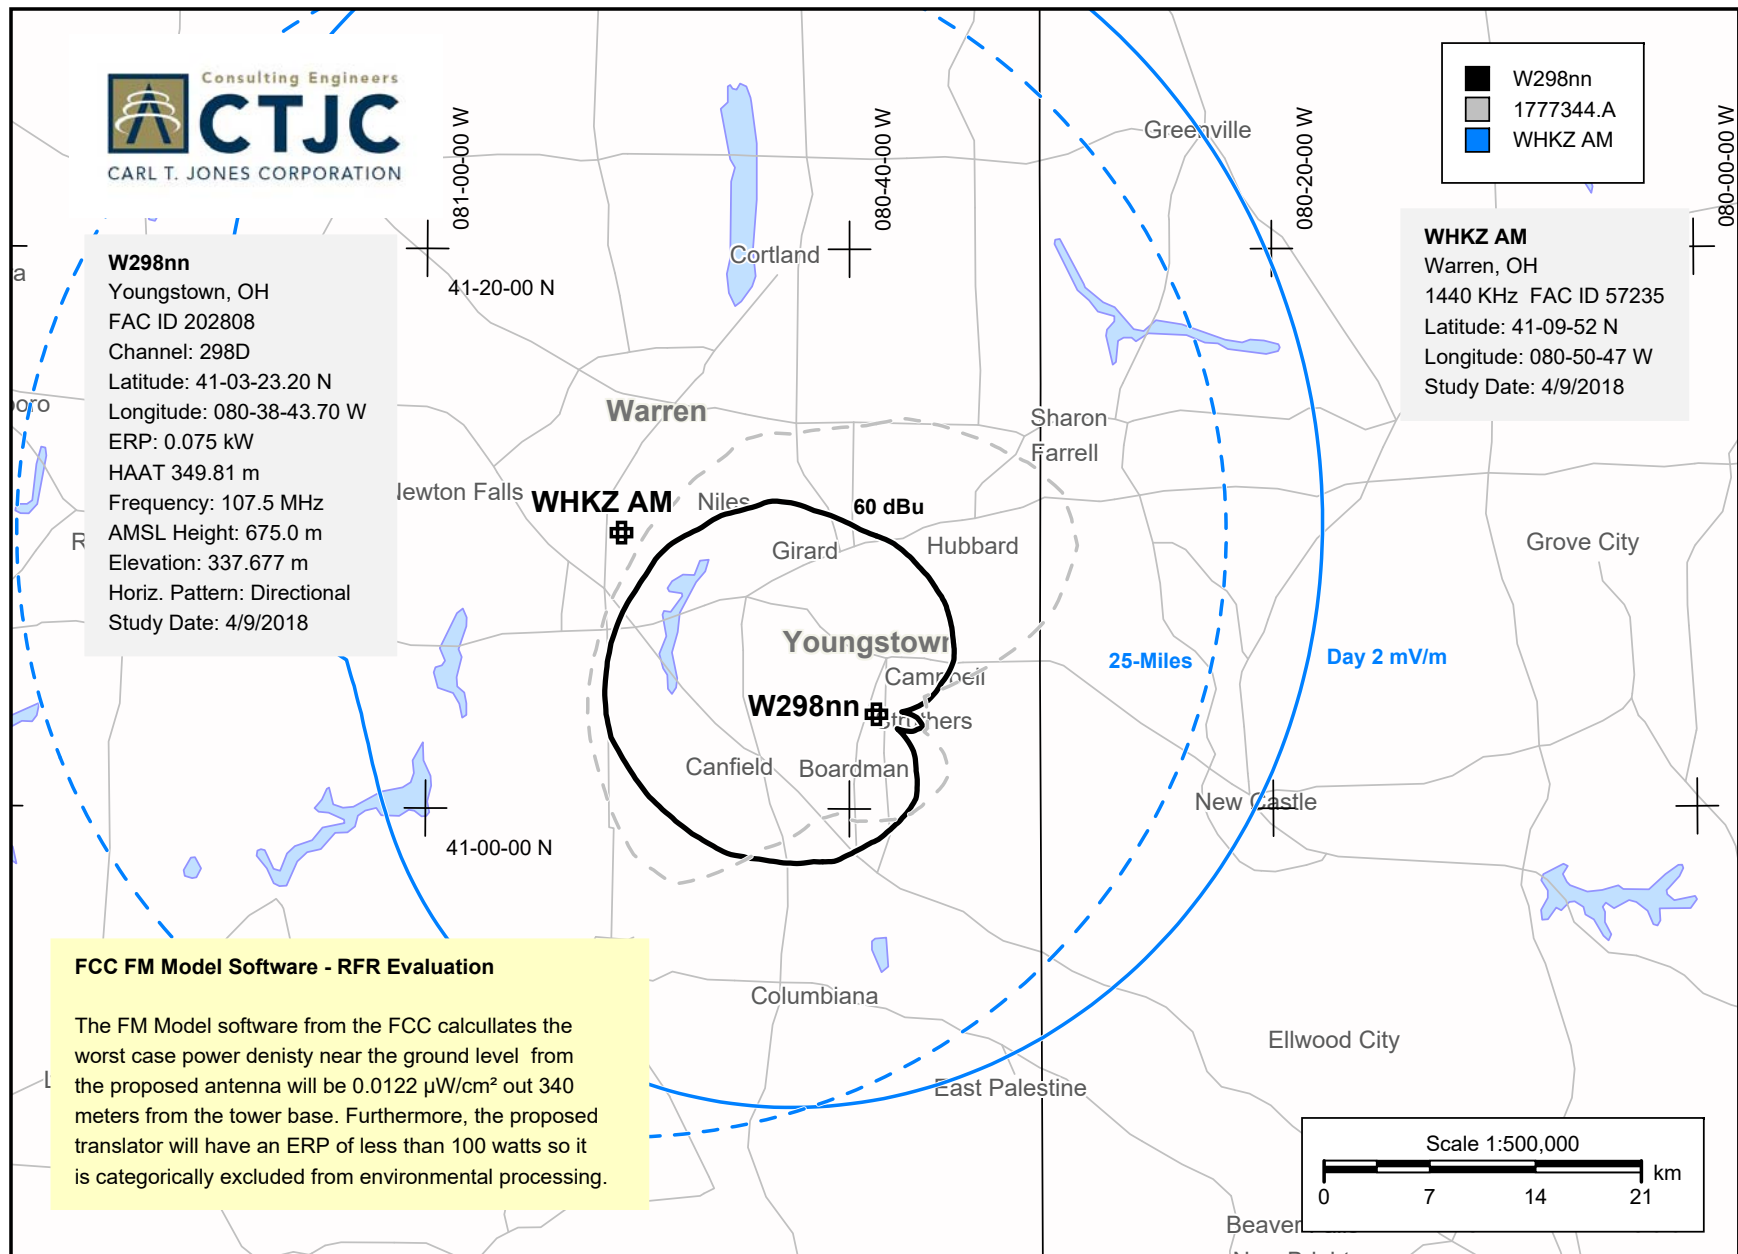 Consulting Engineers
CTJC
CARL T. JONES CORPORATION
W298nn
1777344.A
WHKZ AM
081-00-00 W
080-40-00 W
080-20-00 W
080-00-00 W
41-20-00 N
41-00-00 N
W298nn
Youngstown, OH
FAC ID 202808
Channel: 298D
Latitude: 41-03-23.20 N
Longitude: 080-38-43.70 W
ERP: 0.075 kW
HAAT 349.81 m
Frequency: 107.5 MHz
AMSL Height: 675.0 m
Elevation: 337.677 m
Horiz. Pattern: Directional
Study Date: 4/9/2018
WHKZ AM
Warren, OH
1440 KHz FAC ID 57235
Latitude: 41-09-52 N
Longitude: 080-50-47 W
Study Date: 4/9/2018
Greenville
Cortland
Warren
Sharon
Farrell
Newton Falls
WHKZ AM
Niles
60 dBu
Girard
Hubbard
Grove City
Youngstown
Campbell
25-Miles
Day 2 mV/m
W298nn
Struthers
Canfield
Boardman
New Castle
Columbiana
Ellwood City
East Palestine
Beaver
FCC FM Model Software - RFR Evaluation
The FM Model software from the FCC calcullates the
worst case power denisty near the ground level from
the proposed antenna will be 0.0122 µW/cm² out 340
meters from the tower base. Furthermore, the proposed
translator will have an ERP of less than 100 watts so it
is categorically excluded from environmental processing.
Scale 1:500,000
km
0 7 14 21